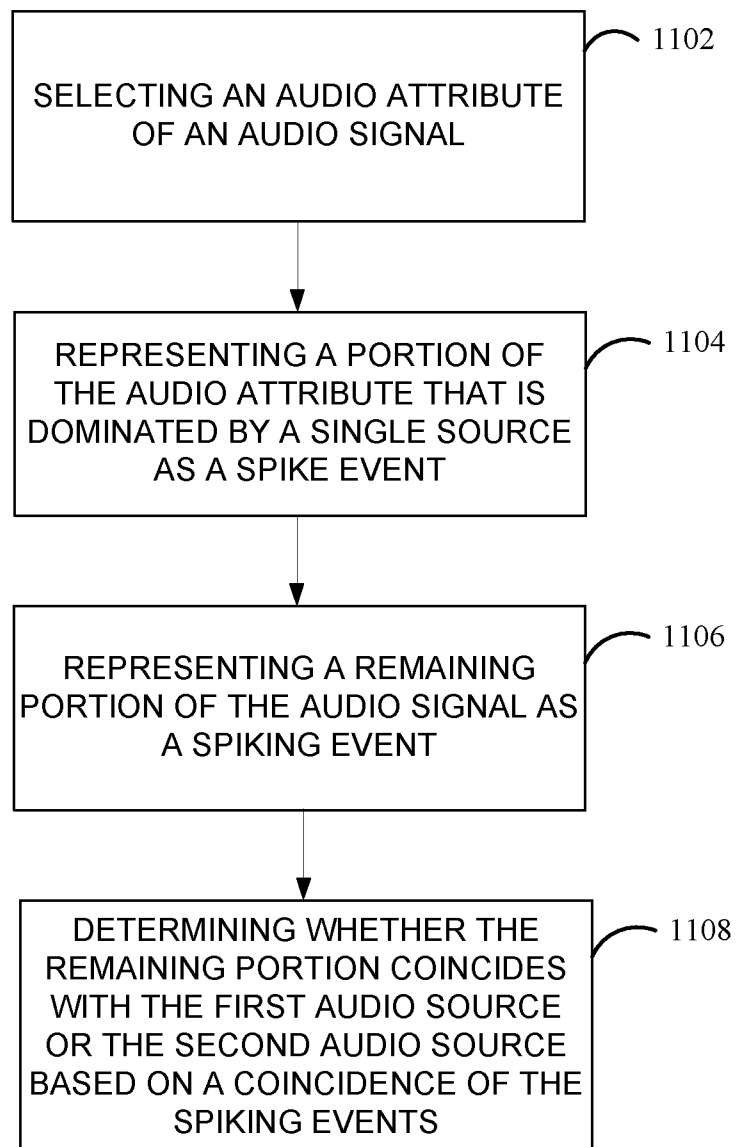 1102
SELECTING AN AUDIO ATTRIBUTE
OF AN AUDIO SIGNAL
1104
REPRESENTING A PORTION OF
THE AUDIO ATTRIBUTE THAT IS
DOMINATED BY A SINGLE SOURCE
AS A SPIKE EVENT
1106
REPRESENTING A REMAINING
PORTION OF THE AUDIO SIGNAL AS
A SPIKING EVENT
1108
DETERMINING WHETHER THE
REMAINING PORTION COINCIDES
WITH THE FIRST AUDIO SOURCE
OR THE SECOND AUDIO SOURCE
BASED ON A COINCIDENCE OF THE
SPIKING EVENTS